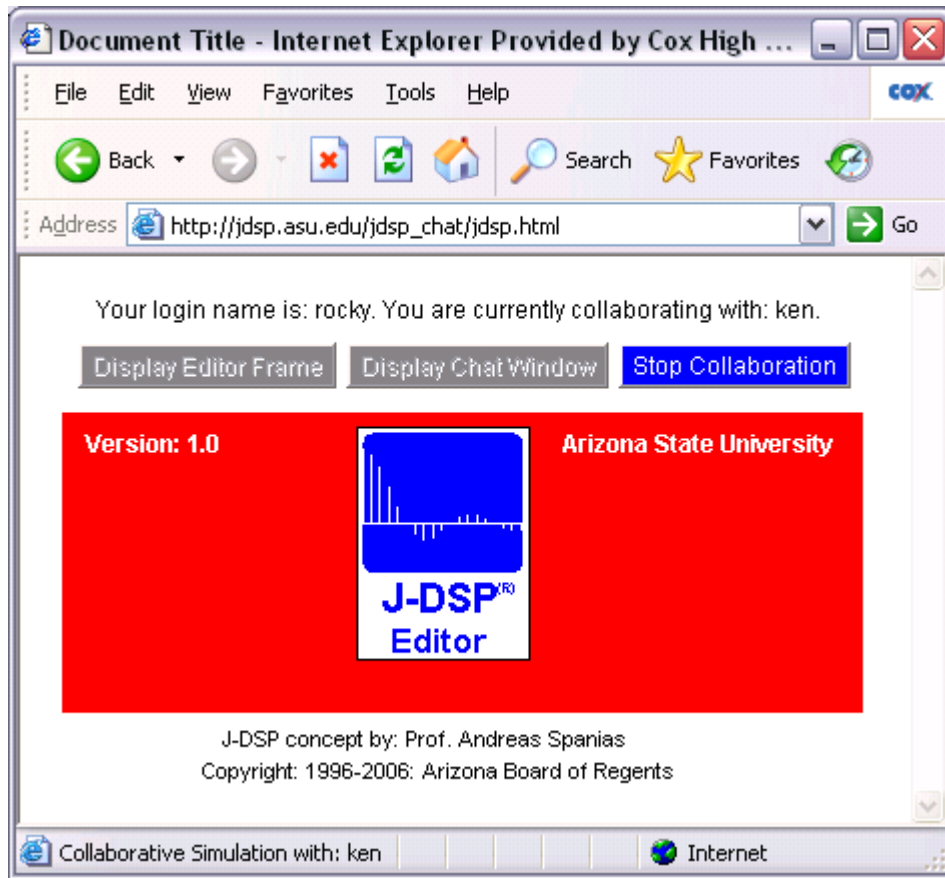 Document Title - Internet Explorer Provided by Cox High ...
File Edit View Favorites Tools Help
COX
Back Search Favorites
Address http://jdsp.asu.edu/jdsp_chat/jdsp.html Go
Your login name is: rocky. You are currently collaborating with: ken.
Display Editor Frame Display Chat Window Stop Collaboration
Version: 1.0 Arizona State University
J-DSP(R)
Editor
J-DSP concept by: Prof. Andreas Spanias
Copyright: 1996-2006: Arizona Board of Regents
Collaborative Simulation with: ken Internet